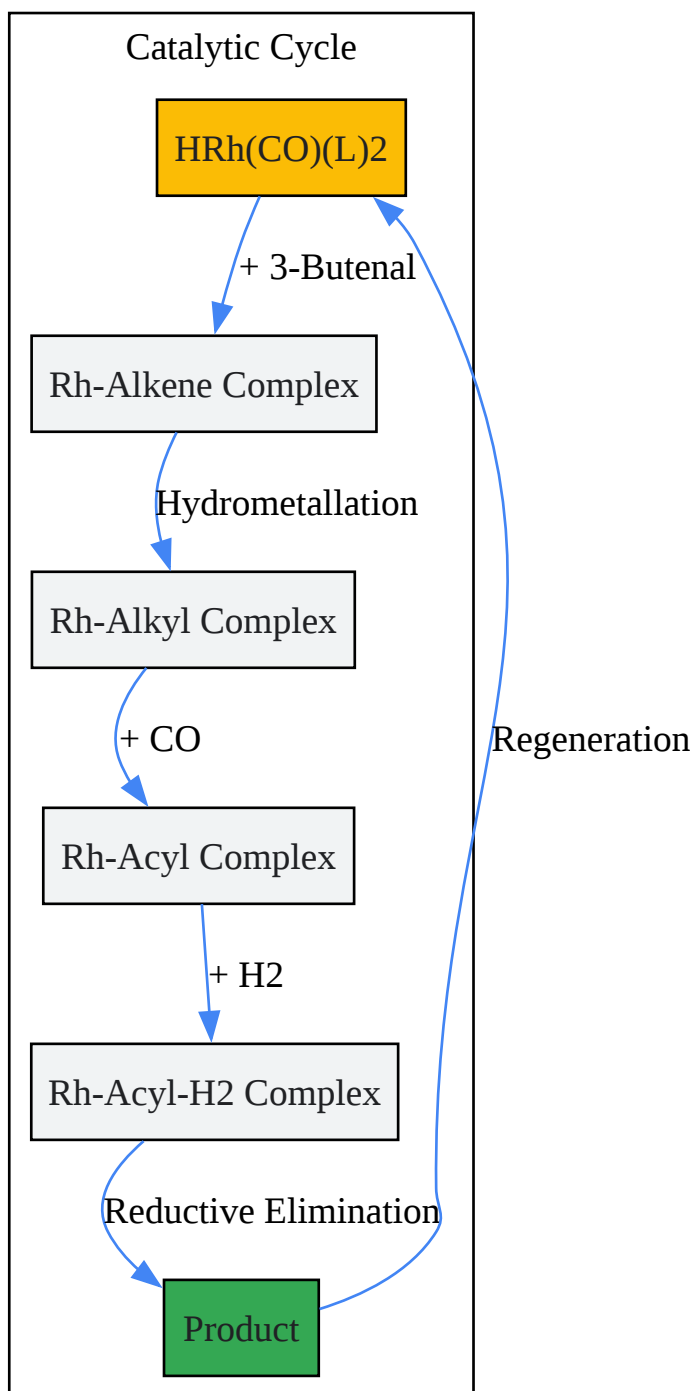 Catalytic Cycle
HRh(CO)(L)2
+ 3-Butenal
Rh-Alkene Complex
Hydrometallation
Rh-Alkyl Complex
+ CO
Regeneration
Rh-Acyl Complex
+ H2
Rh-Acyl-H2 Complex
Reductive Elimination
Product